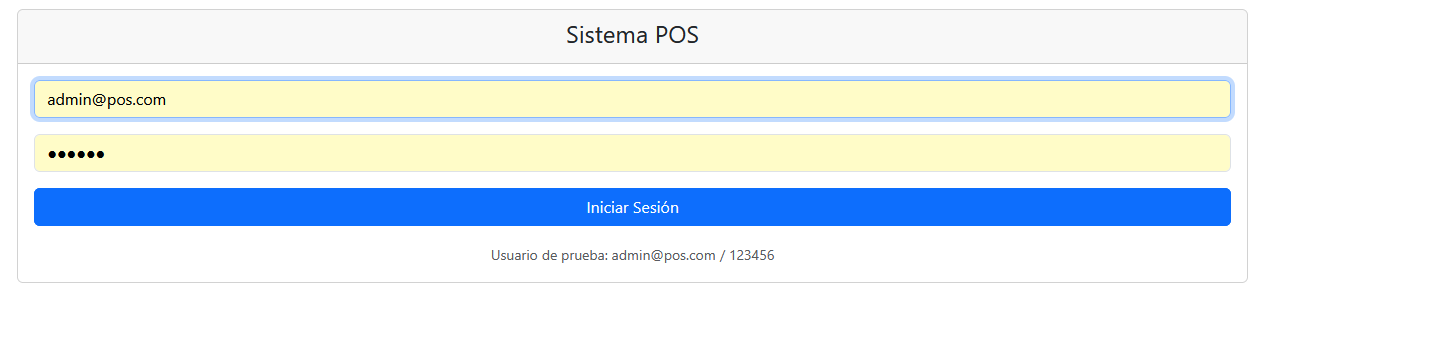 Sistema POS
admin@pos.com
••••••
Iniciar Sesión
Usuario de prueba: admin@pos.com / 123456